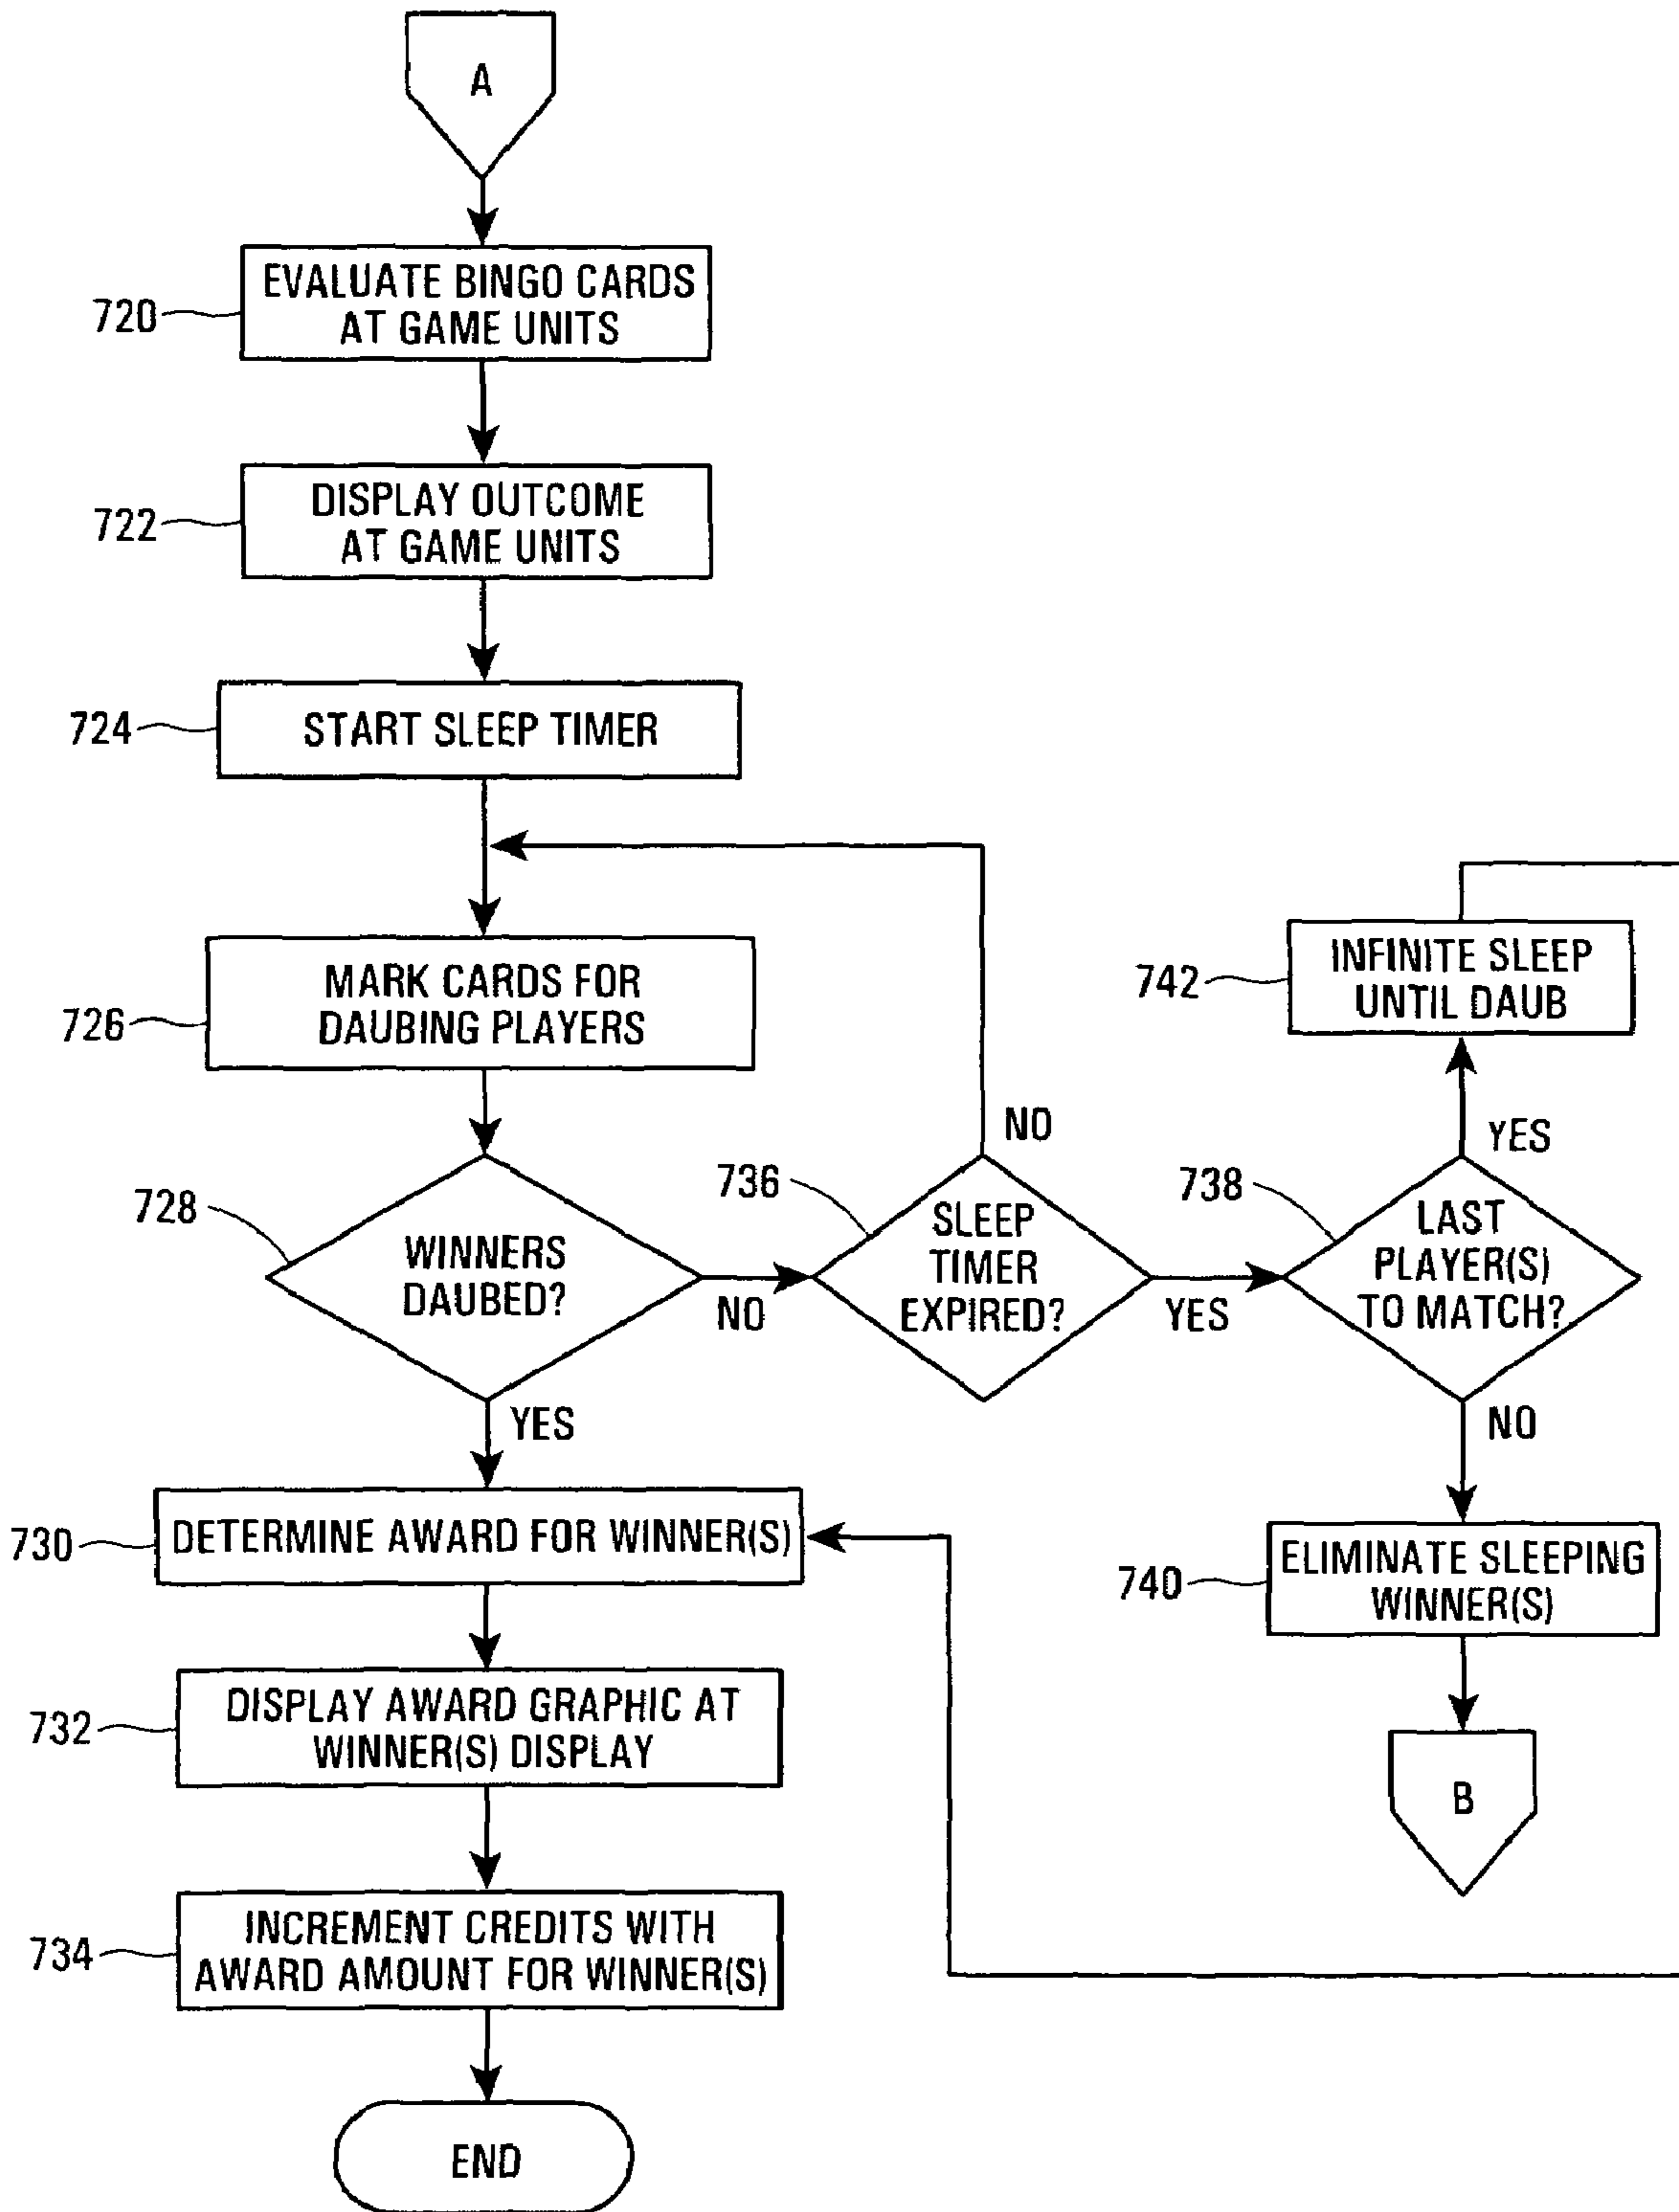 A
EVALUATE BINGO CARDS
AT GAME UNITS
720
DISPLAY OUTCOME
AT GAME UNITS
722
START SLEEP TIMER
724
MARK CARDS FOR
DAUBING PLAYERS
726
INFINITE SLEEP
UNTIL DAUB
742
NO
YES
728
WINNERS
DAUBED?
NO
YES
736
SLEEP
TIMER
EXPIRED?
YES
738
LAST
PLAYER(S)
TO MATCH?
NO
730
DETERMINE AWARD FOR WINNER(S)
740
ELIMINATE SLEEPING
WINNER(S)
732
DISPLAY AWARD GRAPHIC AT
WINNER(S) DISPLAY
B
734
INCREMENT CREDITS WITH
AWARD AMOUNT FOR WINNER(S)
END